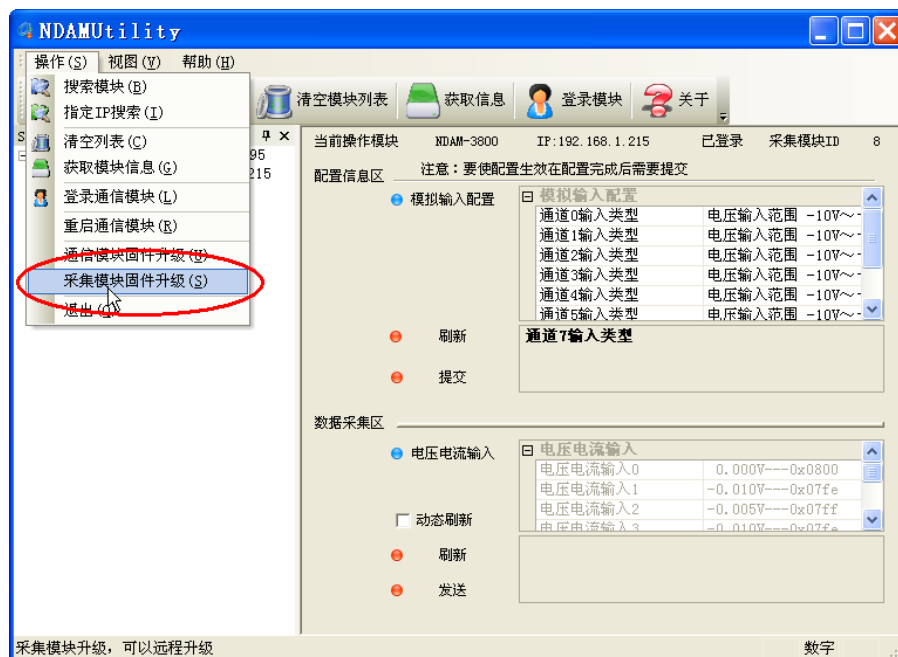 NDAMUtility
操作(S) 视图(V) 帮助(H)
搜索模块(B)
指定IP搜索(I)
清空列表(C)
获取模块信息(G)
登录通信模块(L)
重启通信模块(R)
通信模块固件升级(U)
采集模块固件升级(S)
退出
清空模块列表 获取信息 登录模块 关于
S
95
215
当前操作模块 NDAM-3800 IP:192.168.1.215 已登录 采集模块ID 8
配置信息区 注意：要使配置生效在配置完成后需要提交
模拟输入配置
模拟输入配置
通道0输入类型 电压输入范围 -10V～-
通道1输入类型 电压输入范围 -10V～-
通道2输入类型 电压输入范围 -10V～-
通道3输入类型 电压输入范围 -10V～-
通道4输入类型 电压输入范围 -10V～-
通道5输入类型 电压输入范围 -10V～-
刷新
通道7输入类型
提交
数据采集区
电压电流输入
电压电流输入
电压电流输入0 0.000V---0x0800
电压电流输入1 -0.010V---0x07fe
电压电流输入2 -0.005V---0x07ff
电压电流输入3 -0.010V---0x07fe
动态刷新
刷新
发送
采集模块升级，可以远程升级 数字